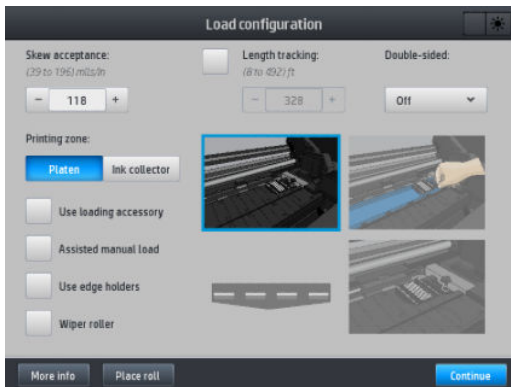 Load configuration
Skew acceptance:
(39 to 196) mils/in
− 118 +
Length tracking:
(8 to 492) ft
− 328 +
Double-sided:
Off
Printing zone:
Platen
Ink collector
Use loading accessory
Assisted manual load
Use edge holders
Wiper roller
More info
Place roll
Continue